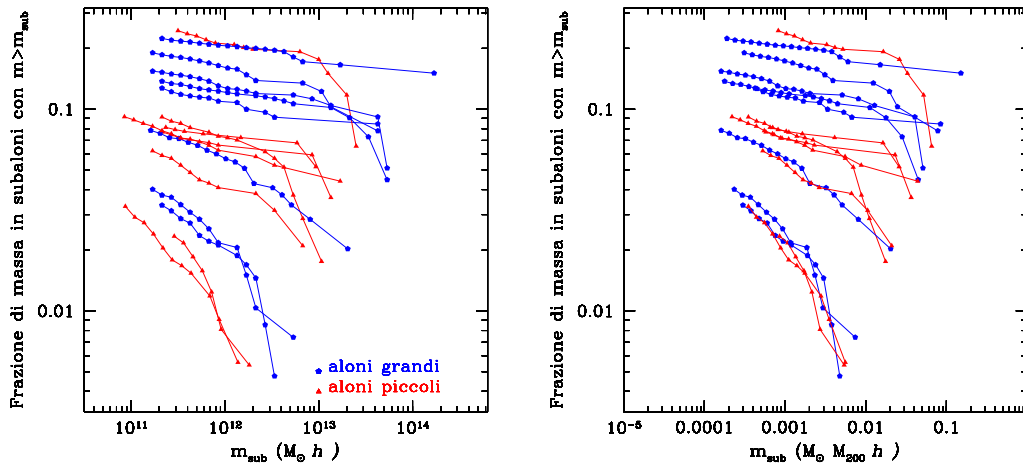 Frazione di massa in subaloni con m>m_sub
0.1
0.01
aloni grandi
aloni piccoli
10^11
10^12
10^13
10^14
m_sub (M_⊙ h)
Frazione di massa in subaloni con m>m_sub
0.1
0.01
10^-5
0.0001
0.001
0.01
0.1
m_sub (M_⊙ M_200 h)